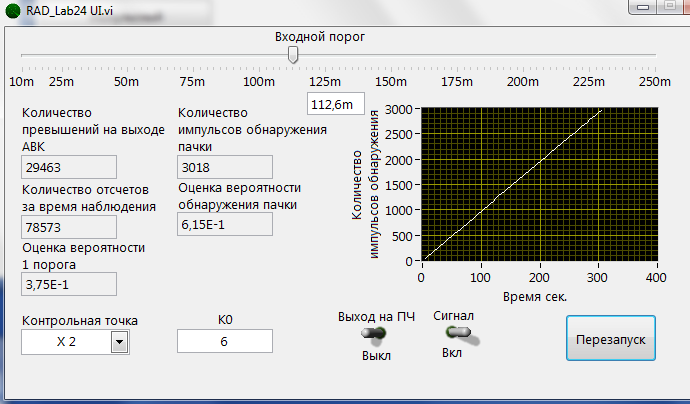 RAD_Lab24 UI.vi
Входной порог
10m 25m 50m 75m 100m 125m 150m 175m 200m 225m 250m
112,6m
Количество
превышений на выходе
АВК
29463
Количество
импульсов обнаружения
пачки
3018
Количество отсчетов
за время наблюдения
78573
Оценка вероятности
обнаружения пачки
6,15E-1
Оценка вероятности
1 порога
3,75E-1
Количество
импульсов обнаружения
3000
2500
2000
1500
1000
500
0
0 100 200 300 400
Время сек.
Контрольная точка
X 2
K0
6
Выход на ПЧ
Выкл
Сигнал
Вкл
Перезапуск